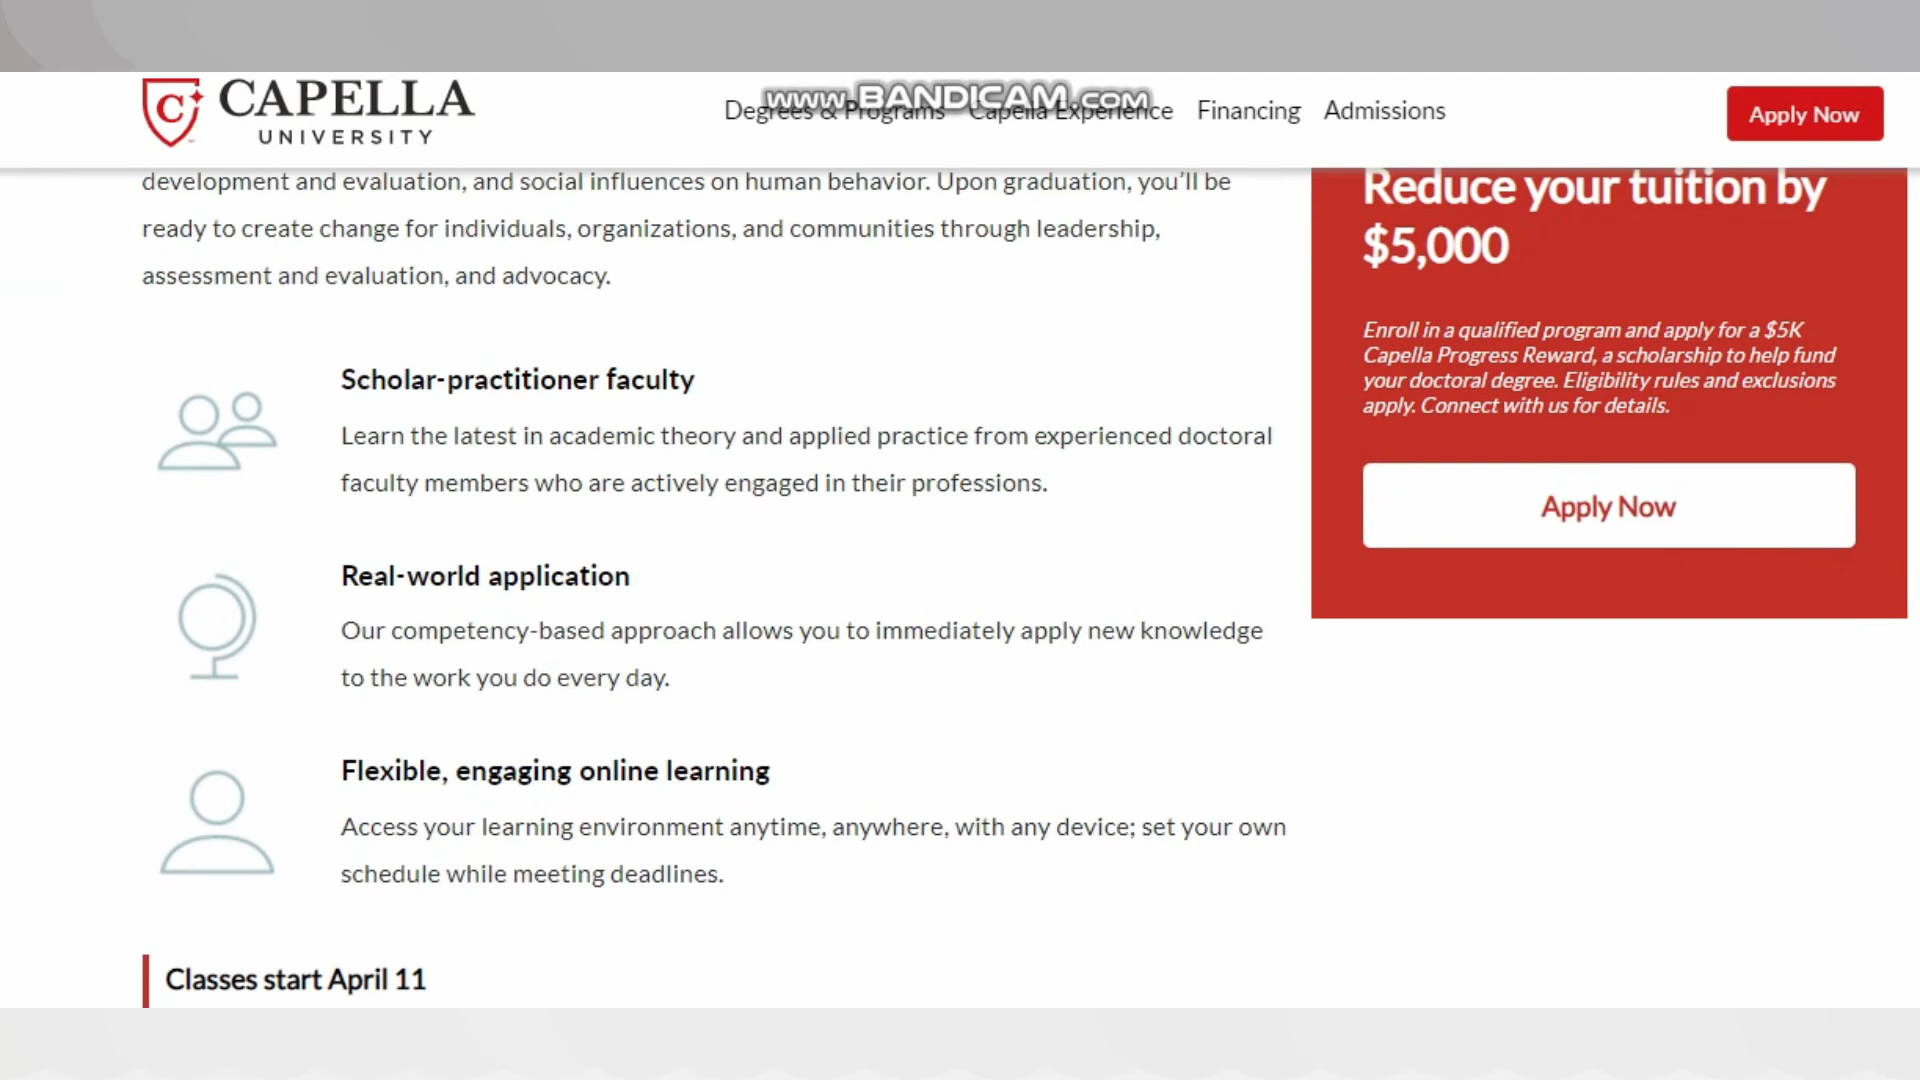 CAPELLA
UNIVERSITY
www.BANDICAM.com
Degrees & Programs Capella Experience Financing Admissions
Apply Now
development and evaluation, and social influences on human behavior. Upon graduation, you’ll be
ready to create change for individuals, organizations, and communities through leadership,
assessment and evaluation, and advocacy.
Scholar-practitioner faculty
Learn the latest in academic theory and applied practice from experienced doctoral
faculty members who are actively engaged in their professions.
Real-world application
Our competency-based approach allows you to immediately apply new knowledge
to the work you do every day.
Flexible, engaging online learning
Access your learning environment anytime, anywhere, with any device; set your own
schedule while meeting deadlines.
Classes start April 11
Reduce your tuition by
$5,000
Enroll in a qualified program and apply for a $5K
Capella Progress Reward, a scholarship to help fund
your doctoral degree. Eligibility rules and exclusions
apply. Connect with us for details.
Apply Now